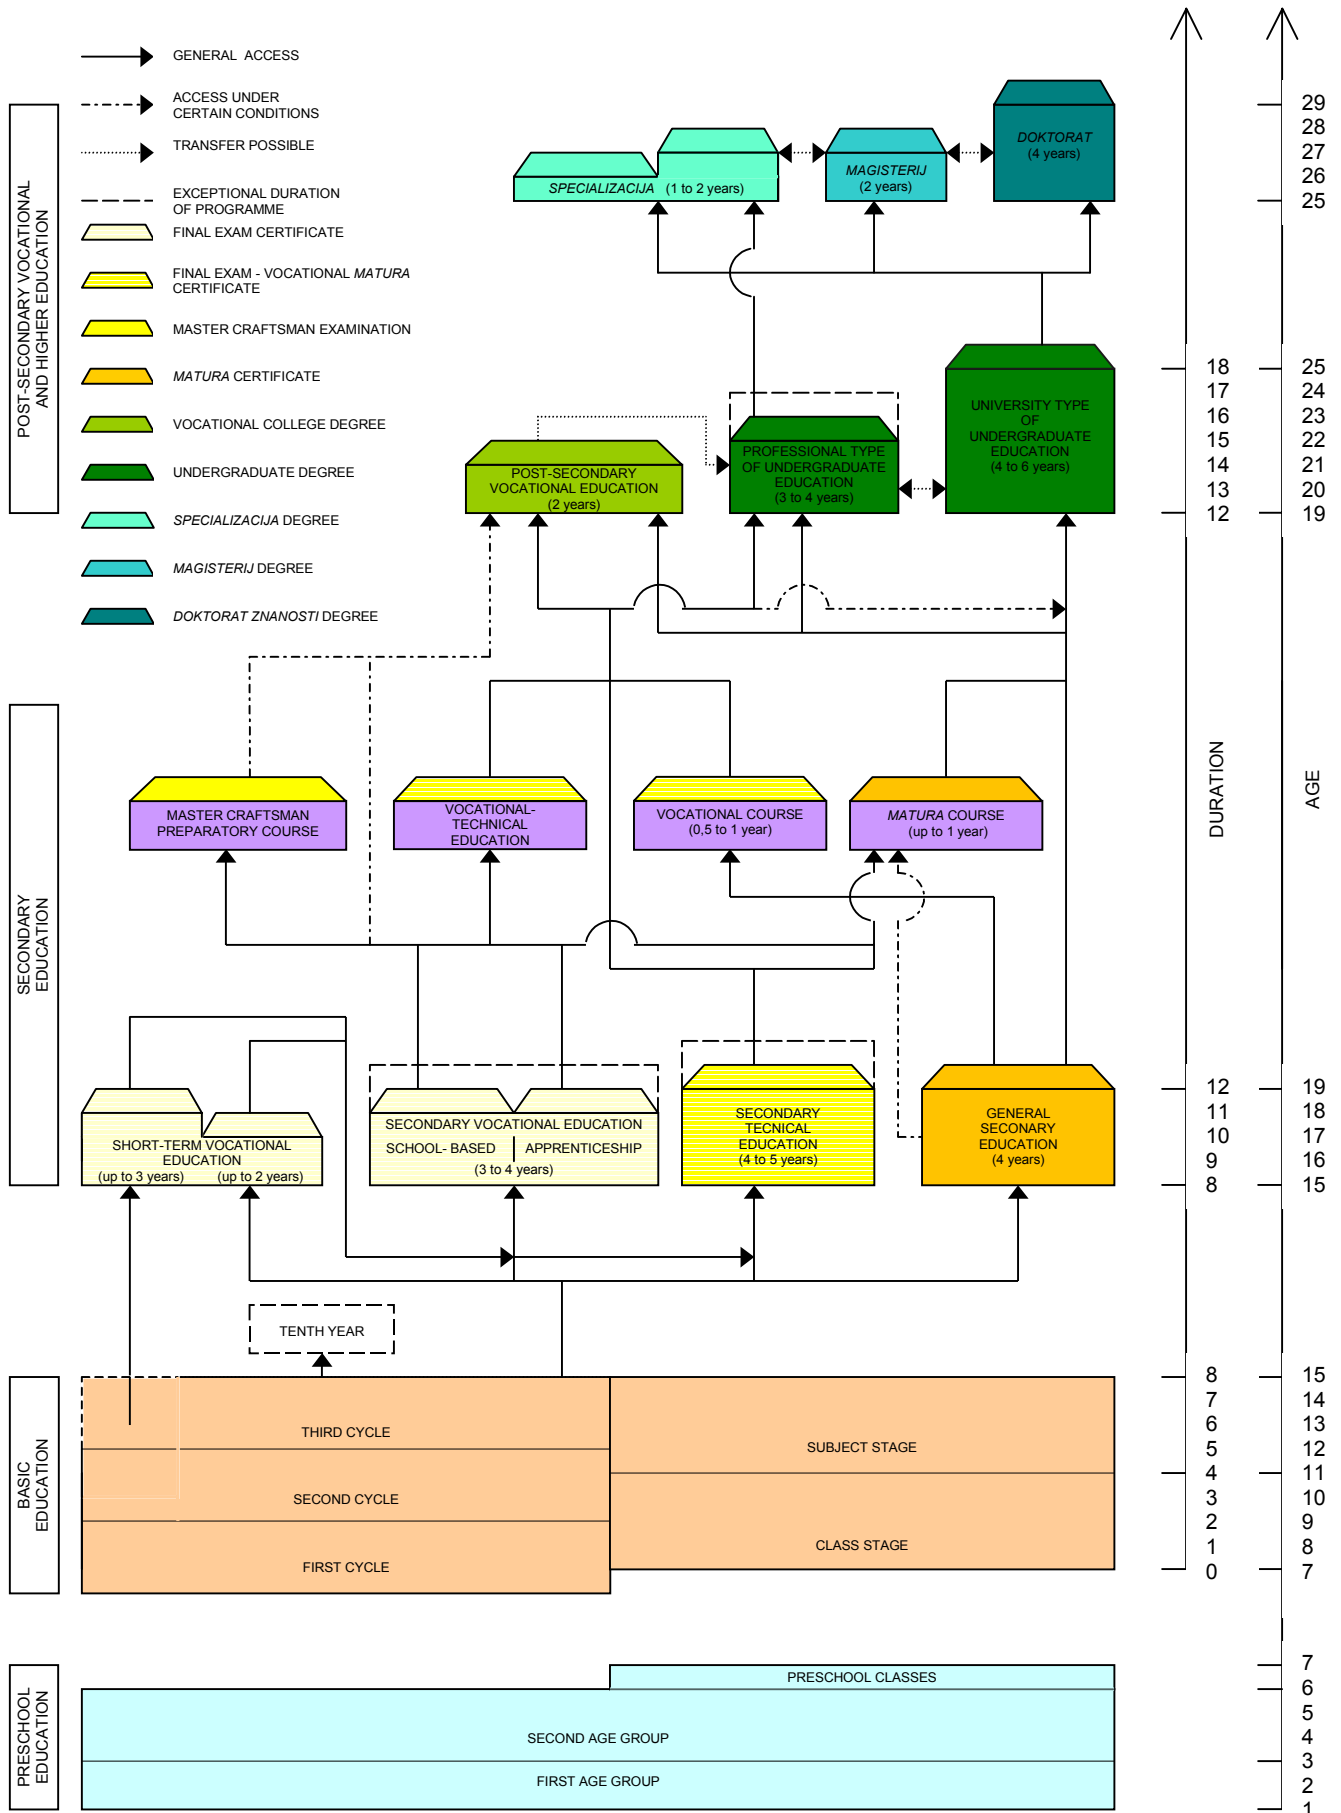 GENERAL ACCESS
ACCESS UNDER
CERTAIN CONDITIONS
TRANSFER POSSIBLE
EXCEPTIONAL DURATION
OF PROGRAMME
FINAL EXAM CERTIFICATE
FINAL EXAM - VOCATIONAL MATURA
CERTIFICATE
MASTER CRAFTSMAN EXAMINATION
MATURA CERTIFICATE
VOCATIONAL COLLEGE DEGREE
UNDERGRADUATE DEGREE
SPECIALIZACIJA DEGREE
MAGISTERIJ DEGREE
DOKTORAT ZNANOSTI DEGREE
POST-SECONDARY VOCATIONAL
AND HIGHER EDUCATION
SPECIALIZACIJA (1 to 2 years)
MAGISTERIJ
(2 years)
DOKTORAT
(4 years)
POST-SECONDARY
VOCATIONAL EDUCATION
(2 years)
PROFESSIONAL TYPE
OF UNDERGRADUATE
EDUCATION
(3 to 4 years)
UNIVERSITY TYPE
OF
UNDERGRADUATE
EDUCATION
(4 to 6 years)
SECONDARY
EDUCATION
MASTER CRAFTSMAN
PREPARATORY COURSE
VOCATIONAL-
TECHNICAL
EDUCATION
VOCATIONAL COURSE
(0,5 to 1 year)
MATURA COURSE
(up to 1 year)
SHORT-TERM VOCATIONAL
EDUCATION
(up to 3 years) (up to 2 years)
SECONDARY VOCATIONAL EDUCATION
SCHOOL- BASED APPRENTICESHIP
(3 to 4 years)
SECONDARY
TECNICAL
EDUCATION
(4 to 5 years)
GENERAL
SECONARY
EDUCATION
(4 years)
BASIC
EDUCATION
TENTH YEAR
THIRD CYCLE
SECOND CYCLE
FIRST CYCLE
SUBJECT STAGE
CLASS STAGE
PRESCHOOL
EDUCATION
PRESCHOOL CLASSES
SECOND AGE GROUP
FIRST AGE GROUP
DURATION
18
17
16
15
14
13
12
12
11
10
9
8
8
7
6
5
4
3
2
1
0
AGE
29
28
27
26
25
25
24
23
22
21
20
19
19
18
17
16
15
15
14
13
12
11
10
9
8
7
7
6
5
4
3
2
1